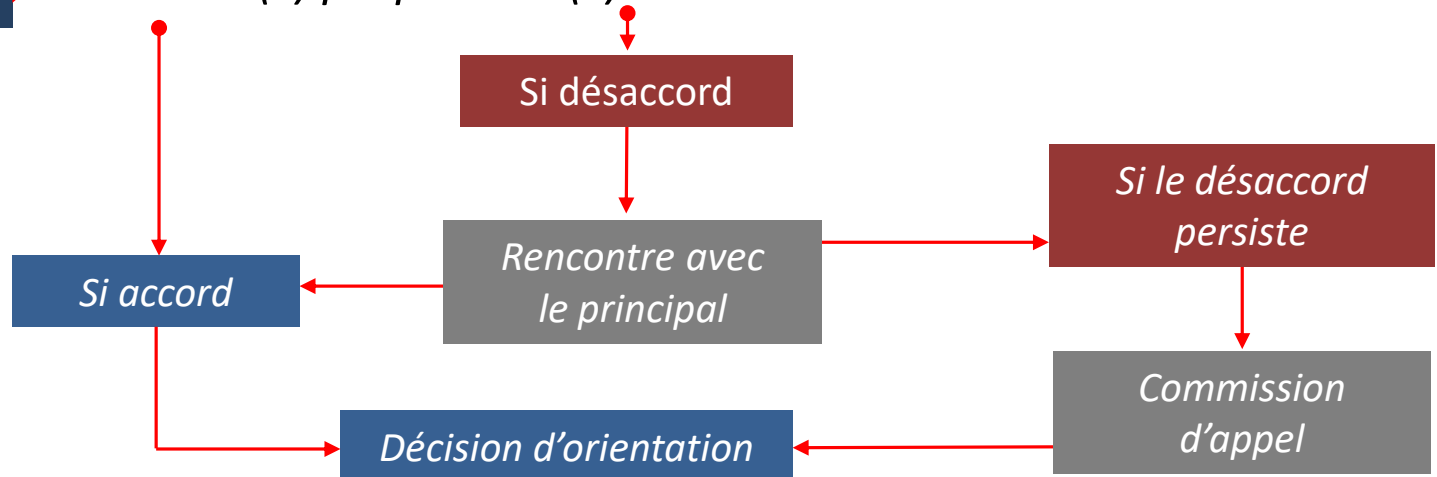 Si désaccord
Si le désaccord
persiste
Rencontre avec
le principal
Si accord
Commission
d'appel
Décision d’orientation